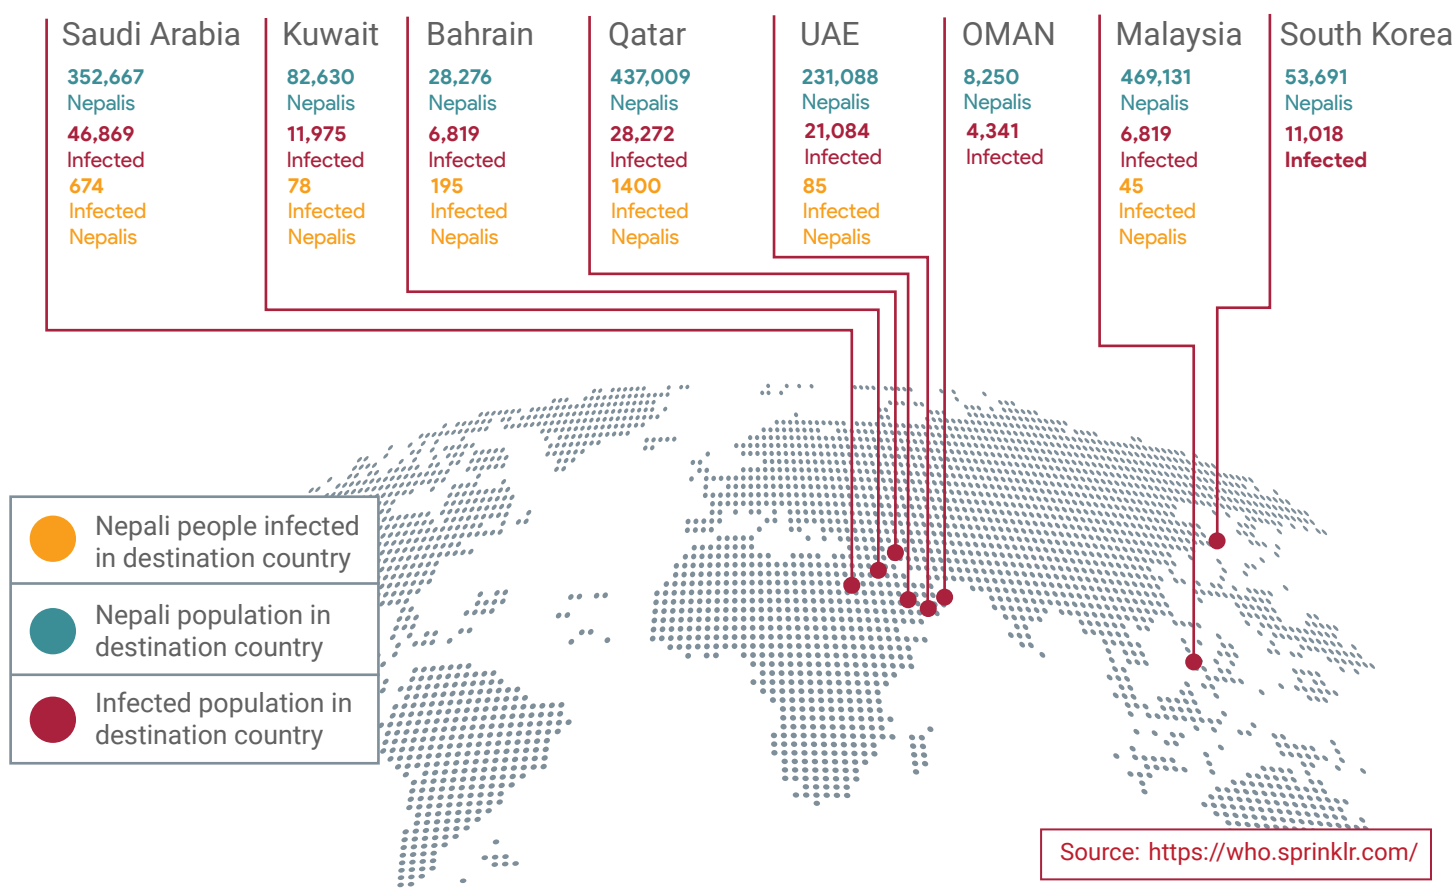 Saudi Arabia
352,667
Nepalis
46,869
Infected
674
Infected
Nepalis
Kuwait
82,630
Nepalis
11,975
Infected
78
Infected
Nepalis
Bahrain
28,276
Nepalis
6,819
Infected
195
Infected
Nepalis
Qatar
437,009
Nepalis
28,272
Infected
1400
Infected
Nepalis
UAE
231,088
Nepalis
21,084
Infected
85
Infected
Nepalis
OMAN
8,250
Nepalis
4,341
Infected
Malaysia
469,131
Nepalis
6,819
Infected
45
Infected
Nepalis
South Korea
53,691
Nepalis
11,018
Infected
Nepali people infected
in destination country
Nepali population in
destination country
Infected population in
destination country
Source: https://who.sprinklr.com/